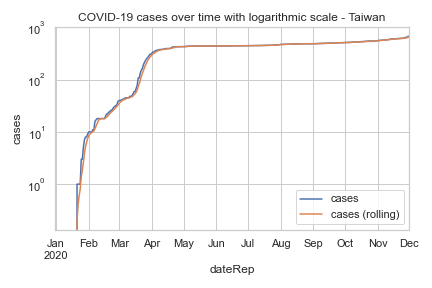 COVID-19 cases over time with logarithmic scale - Taiwan
10³
10²
10¹
10⁰
cases
cases
cases (rolling)
Jan Feb Mar Apr May Jun Jul Aug Sep Oct Nov Dec
2020
dateRep